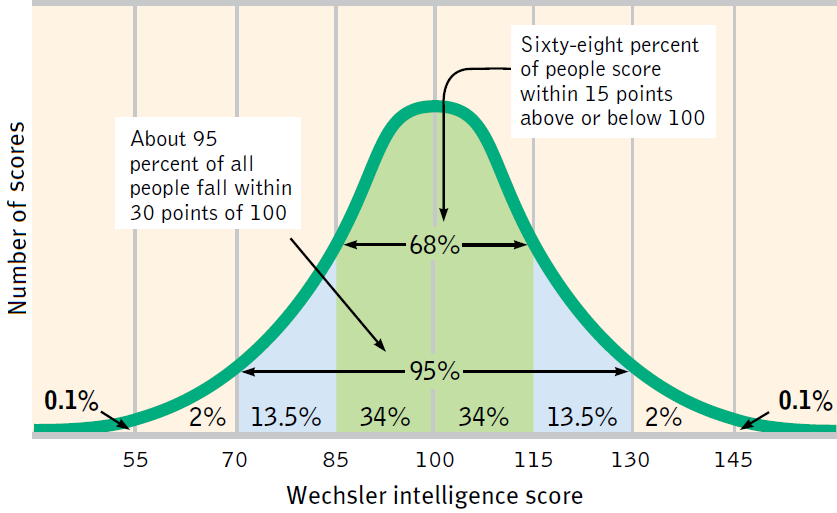 Sixty-eight percent
of people score
within 15 points
above or below 100
About 95
percent of all
people fall within
30 points of 100
Number of scores
68%
95%
0.1%
2%
13.5%
34%
34%
13.5%
2%
0.1%
55
70
85
100
115
130
145
Wechsler intelligence score